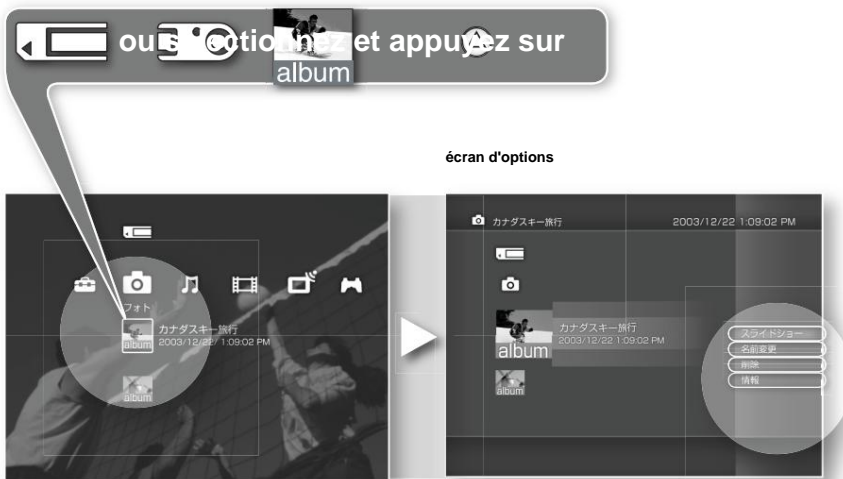 ou sélectionnez et appuyez sur
album
écran d'options
フォト
カナダスキー旅行
2003/12/22/ 1:09:02 PM
album
album
カナダスキー旅行 2003/12/22 1:09:02 PM
カナダスキー旅行
2003/12/22 1:09:02 PM
album
album
スライドショー
名前変更
削除
情報